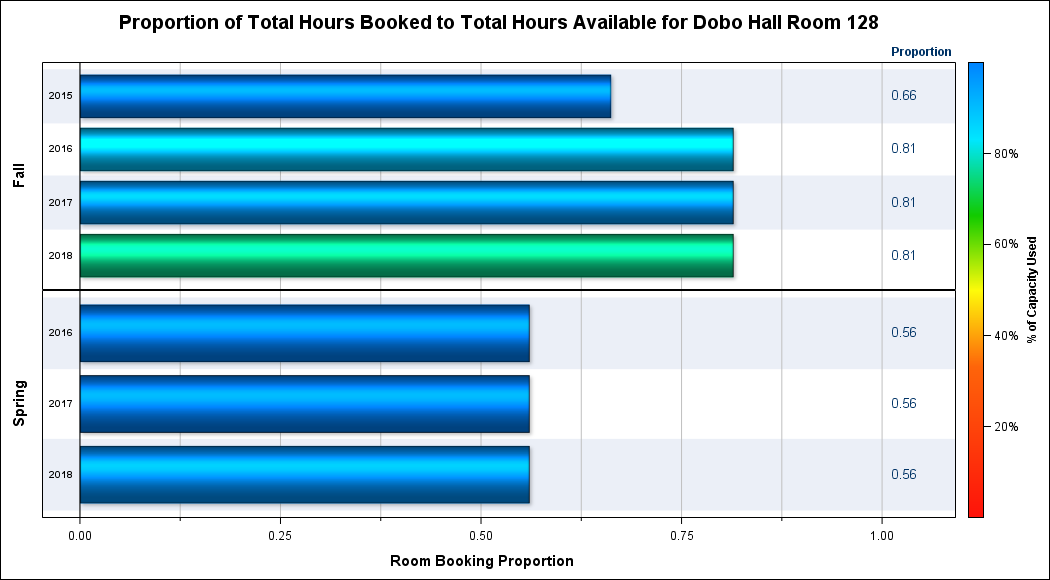 Proportion of Total Hours Booked to Total Hours Available for Dobo Hall Room 128
Proportion
Fall
2015 0.66
2016 0.81
2017 0.81
2018 0.81
Spring
2016 0.56
2017 0.56
2018 0.56
0.00 0.25 0.50 0.75 1.00
Room Booking Proportion
80%
60%
40%
20%
% of Capacity Used